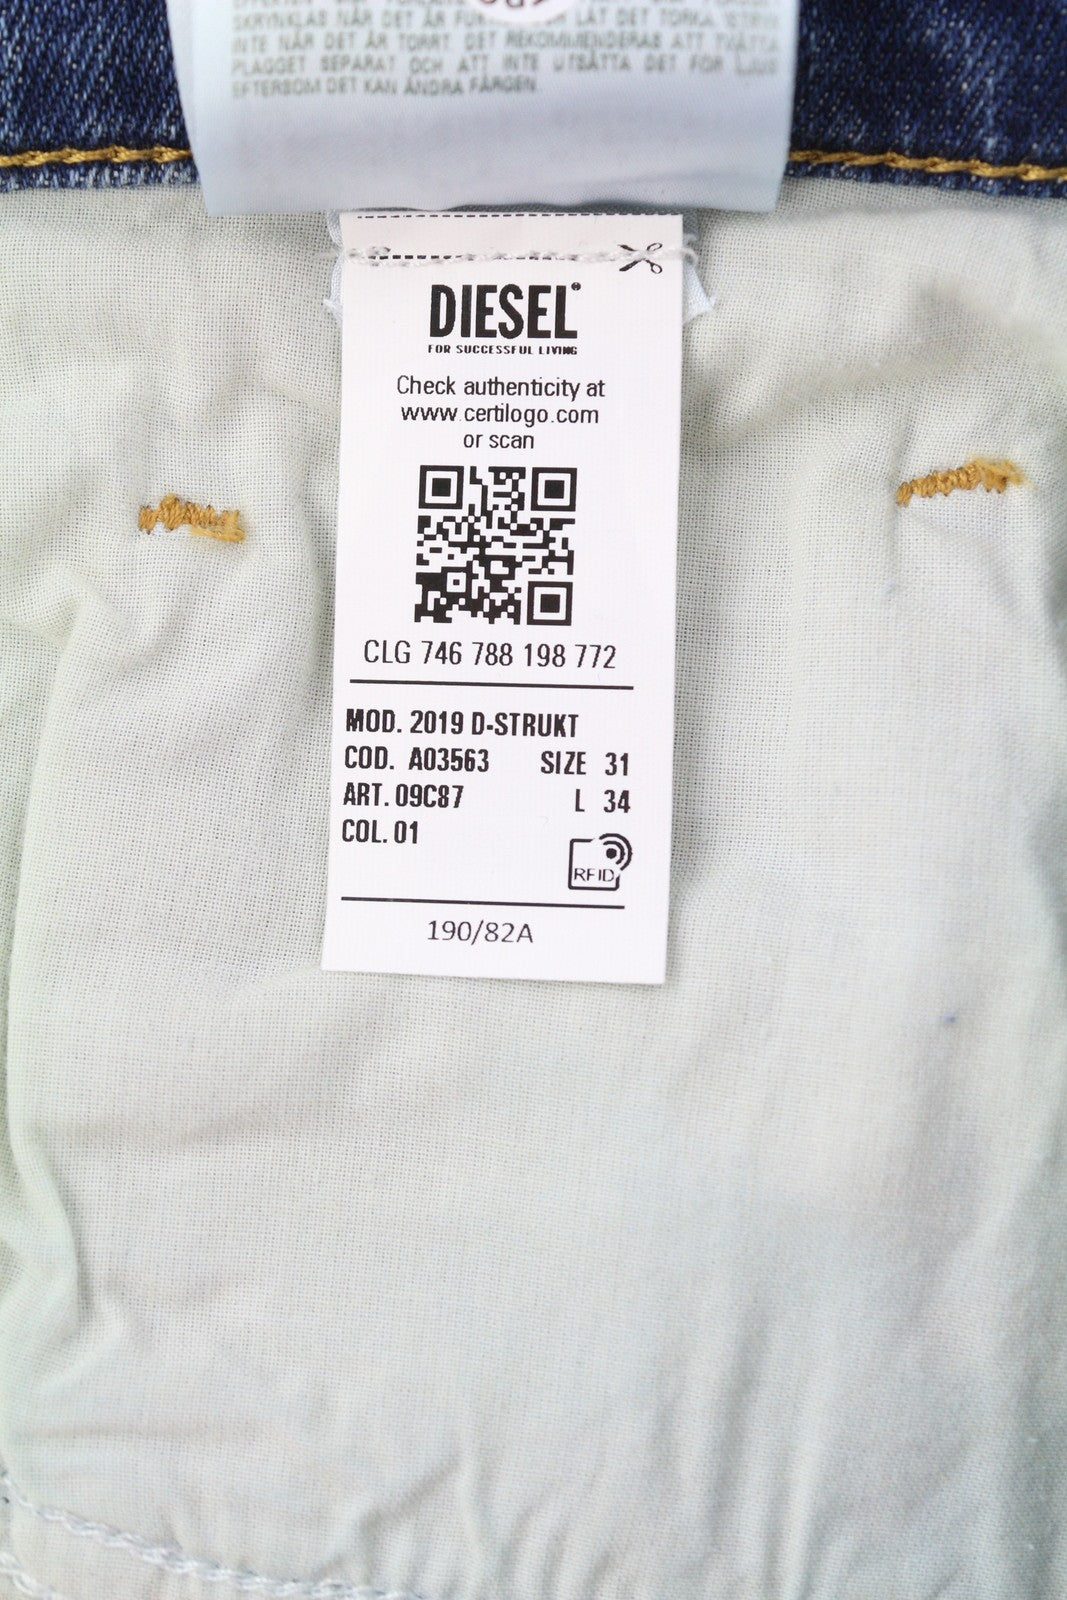 SKRYNKLAS NÄR DET ÄR LÅT DET TORKA
INTE NÄR DET ÄR TORRT. DET REKOMMENDERAS ATT TVÄTTA
PLAGGET SEPARAT OCH ATT INTE UTSÄTTA DET FÖR LJUS
EFTERSOM DET KAN ÄNDRA FÄRGEN.
DIESEL®
FOR SUCCESSFUL LIVING
Check authenticity at
www.certilogo.com
or scan
CLG 746 788 198 772
MOD. 2019 D-STRUKT
COD. A03563 SIZE 31
ART. 09C87 L 34
COL. 01
RFID
190/82A